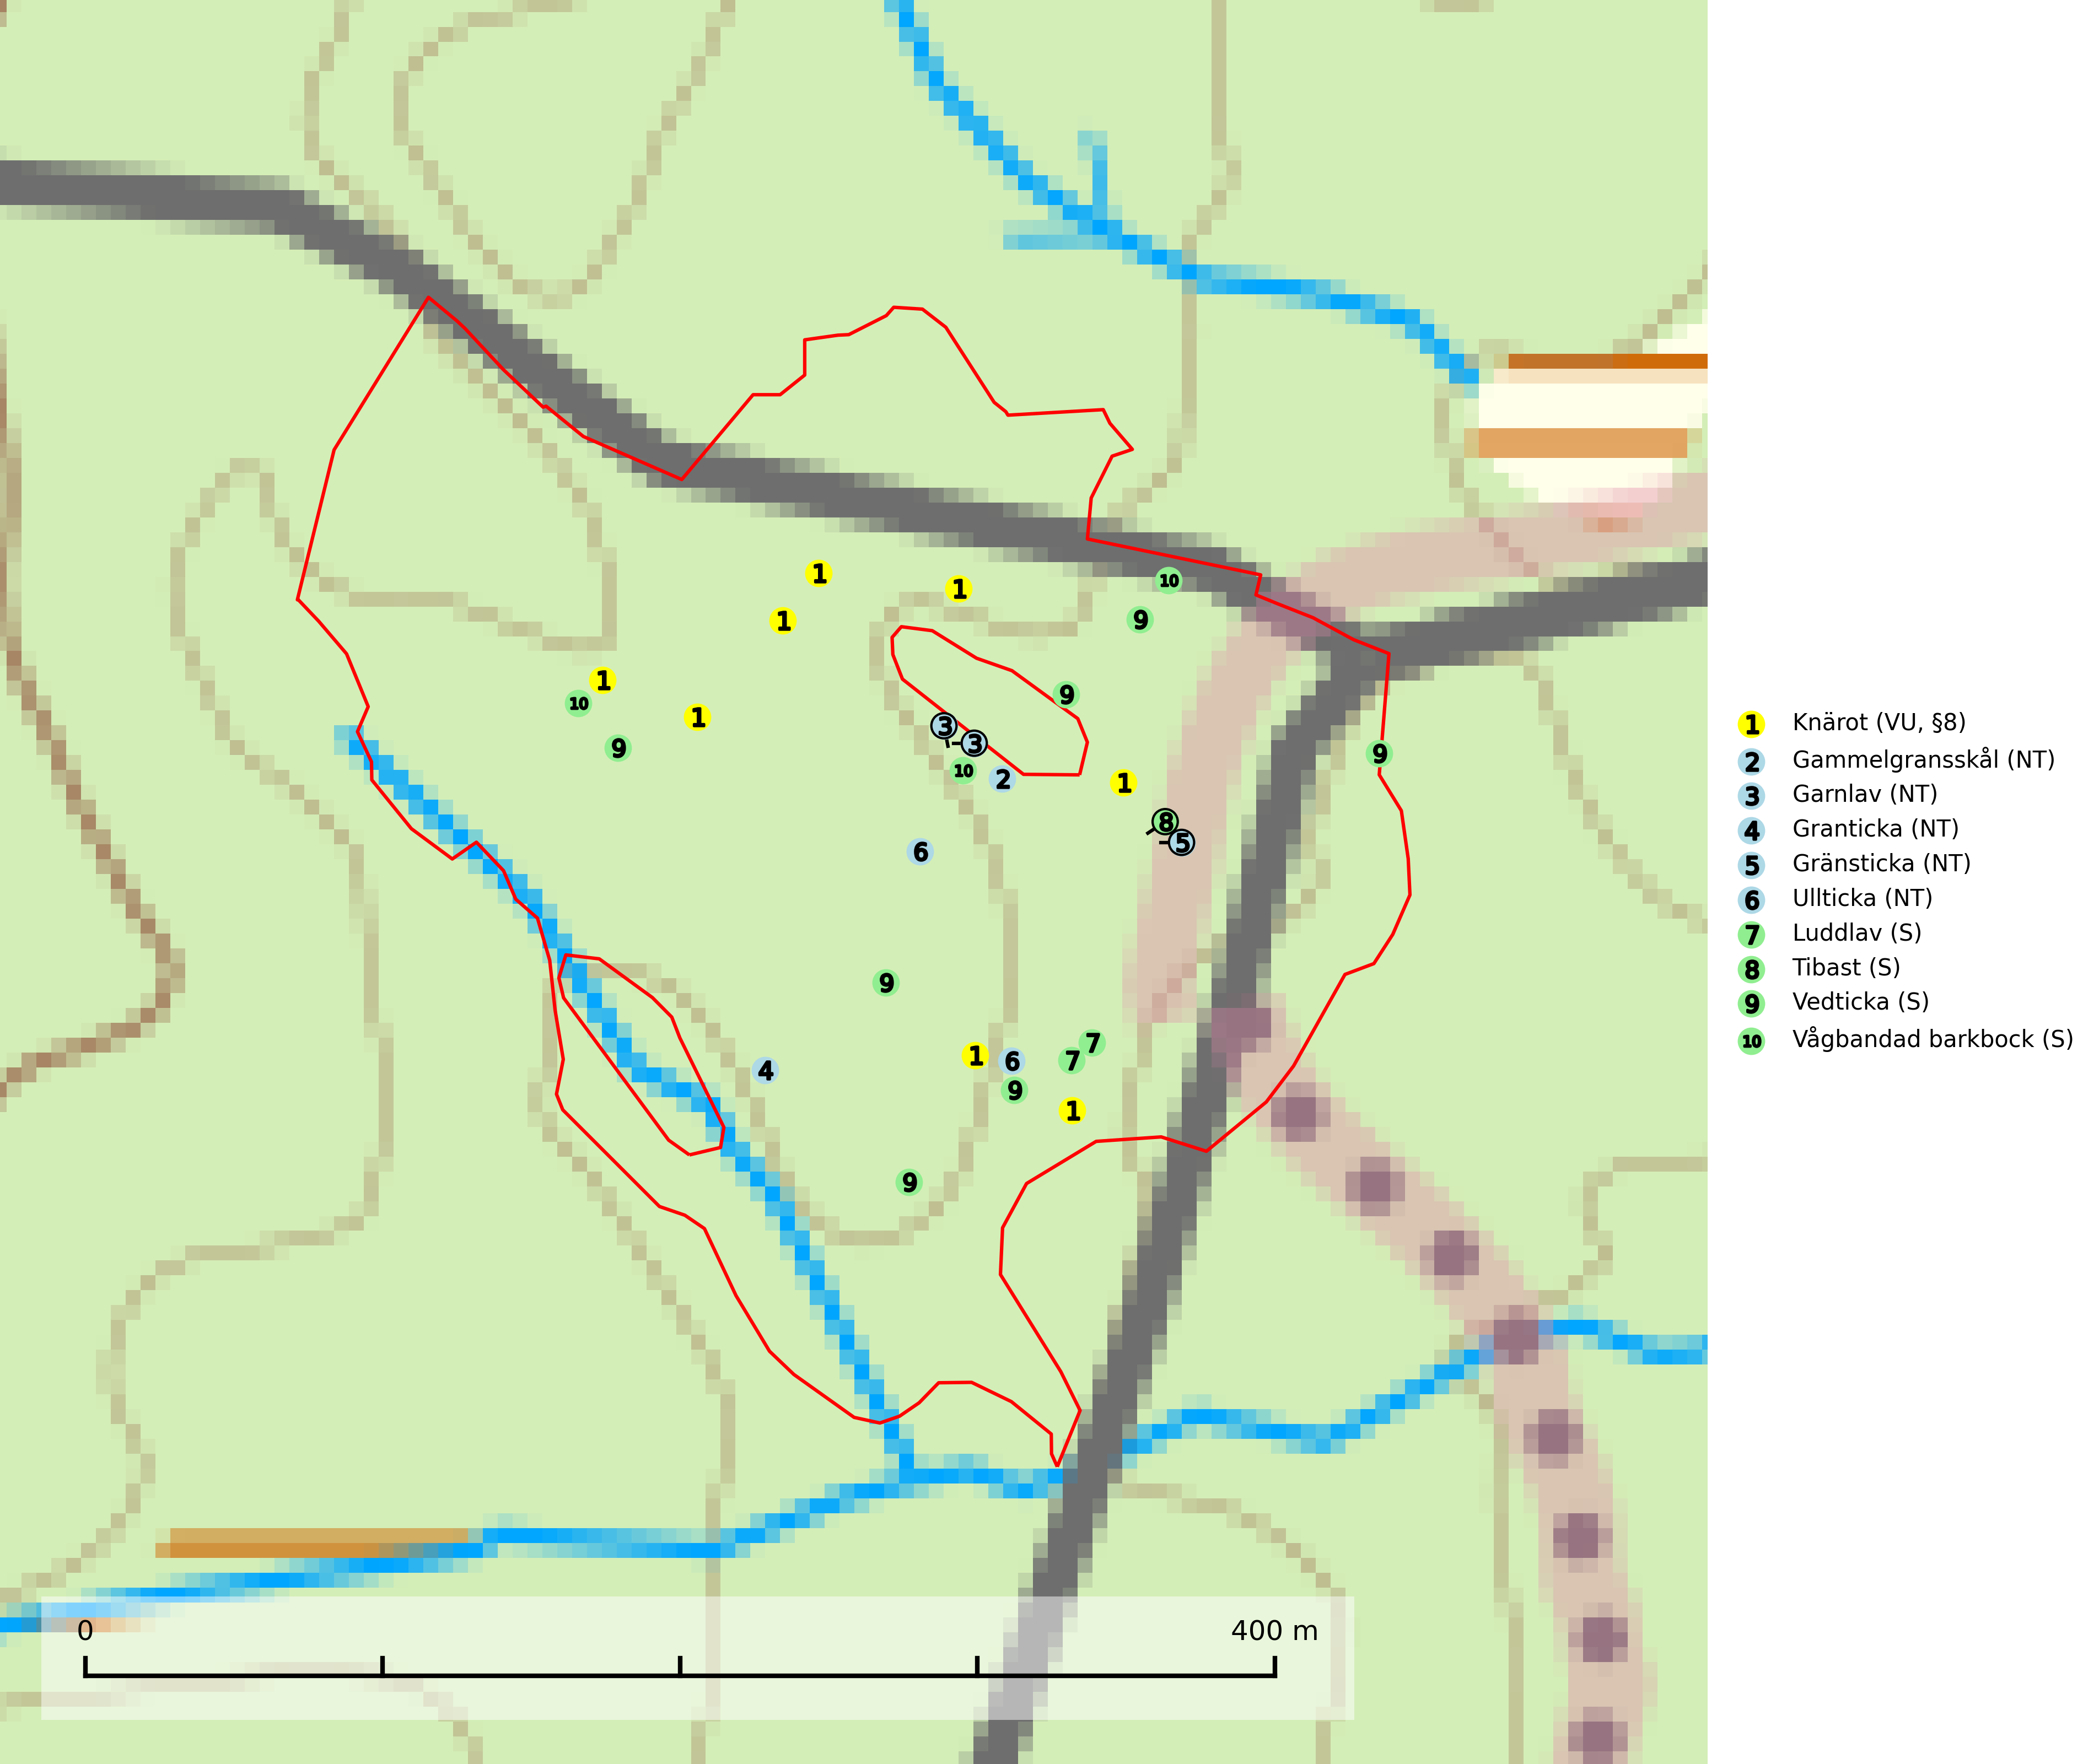 1
1
1
10
9
1
10
1
9
9
3
3
10
2
1
9
8
5
6
9
7
1
6
7
4
9
1
9
0
400 m
1 Knärot (VU, §8)
2 Gammelgransskål (NT)
3 Garnlav (NT)
4 Granticka (NT)
5 Gränsticka (NT)
6 Ullticka (NT)
7 Luddlav (S)
8 Tibast (S)
9 Vedticka (S)
10 Vågbandad barkbock (S)